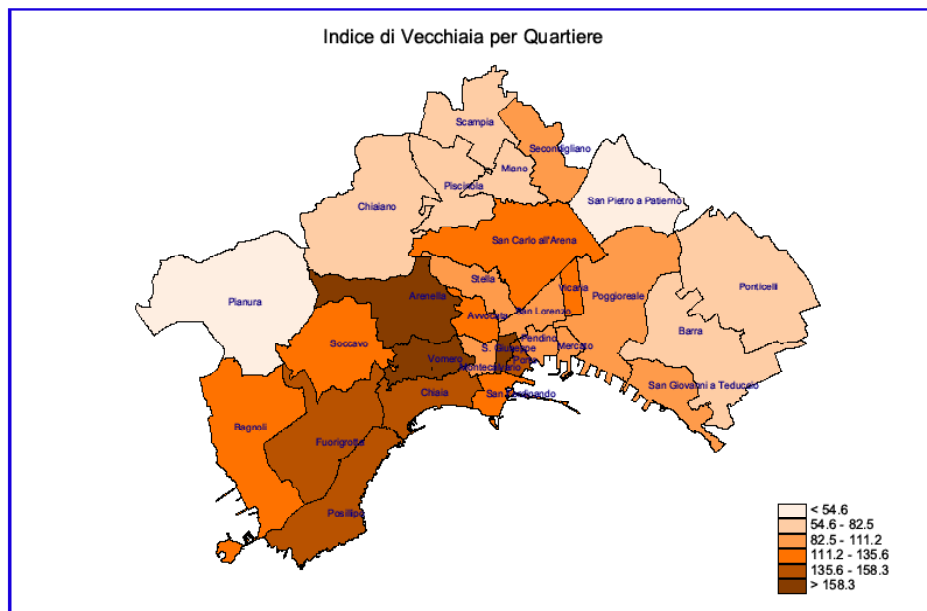 Indice di Vecchiaia per Quartiere
Scampia
Secondigliano
Miano
Piscinola
San Pietro a Patierno
Chiaiano
San Carlo all'Arena
Stella
Vicaria
Ponticelli
Pianura
Arenella
Poggioreale
Avvocata
San Lorenzo
Barra
Soccavo
Pendino
S. Giuseppe
Mercato
Vomero
Porto
Montecalvario
San Giovanni a Teduccio
Chiaia
San Ferdinando
Bagnoli
Fuorigrotta
Posillipo
< 54.6
54.6 - 82.5
82.5 - 111.2
111.2 - 135.6
135.6 - 158.3
> 158.3